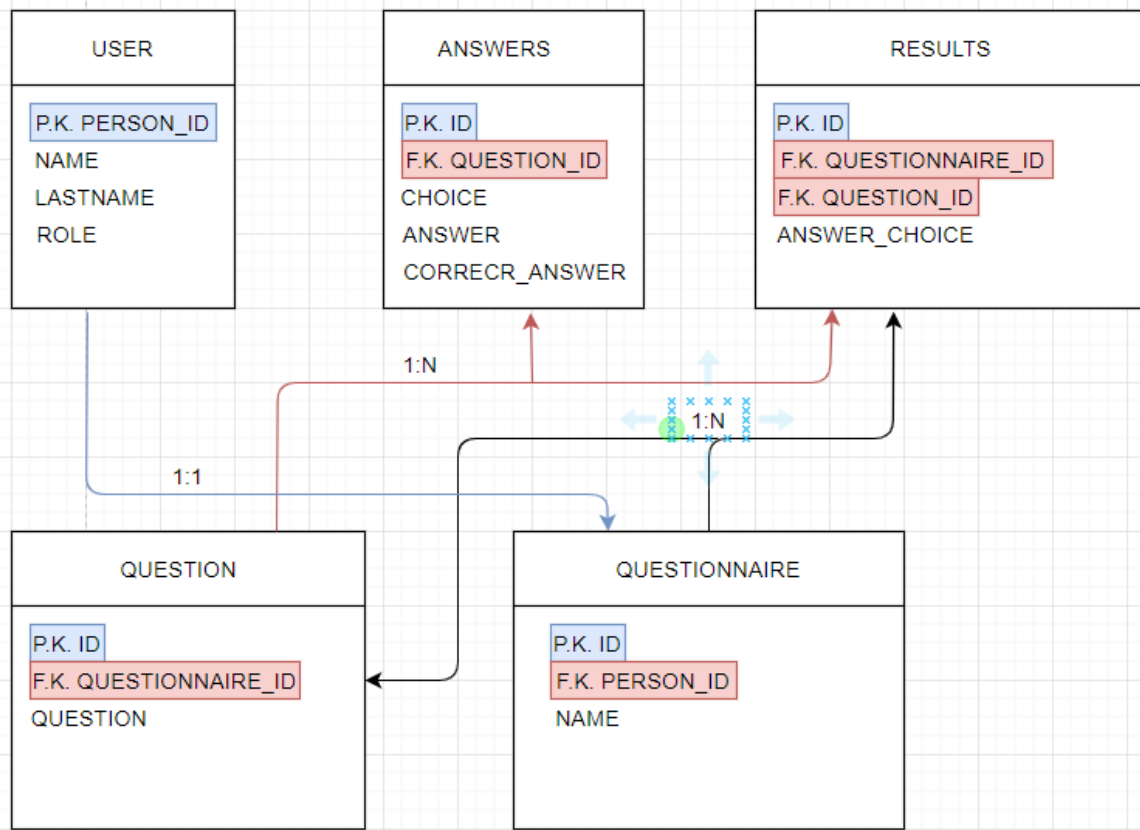 USER
P.K. PERSON_ID
NAME
LASTNAME
ROLE
ANSWERS
P.K. ID
F.K. QUESTION_ID
CHOICE
ANSWER
CORRECR_ANSWER
RESULTS
P.K. ID
F.K. QUESTIONNAIRE_ID
F.K. QUESTION_ID
ANSWER_CHOICE
1:N
1:N
1:1
QUESTION
P.K. ID
F.K. QUESTIONNAIRE_ID
QUESTION
QUESTIONNAIRE
P.K. ID
F.K. PERSON_ID
NAME